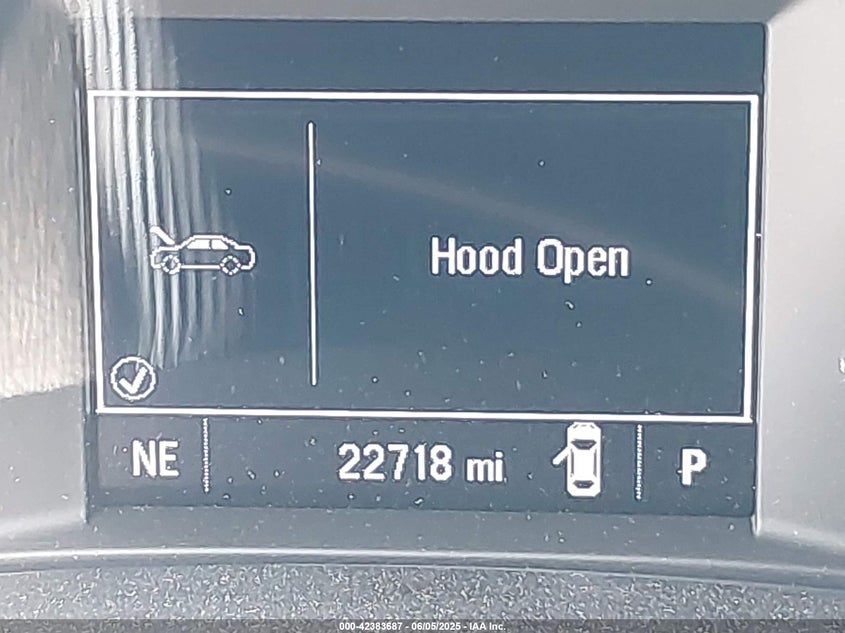 Hood Open
NE 22718 mi P
000-42383687 - 06/05/2025 - IAA Inc.